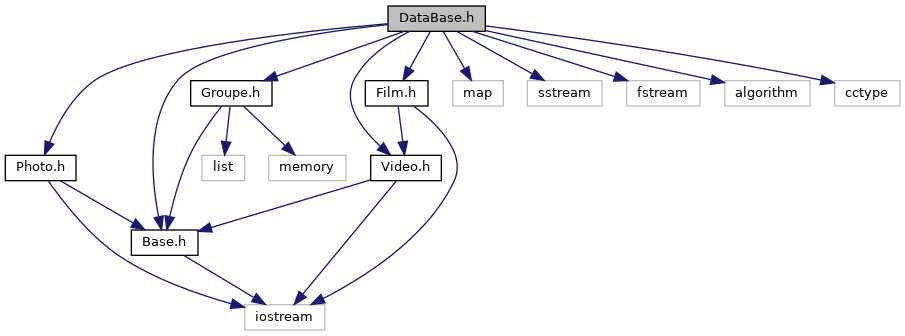 DataBase.h
Groupe.h
Film.h
map
sstream
fstream
algorithm
cctype
Photo.h
list
memory
Video.h
Base.h
iostream